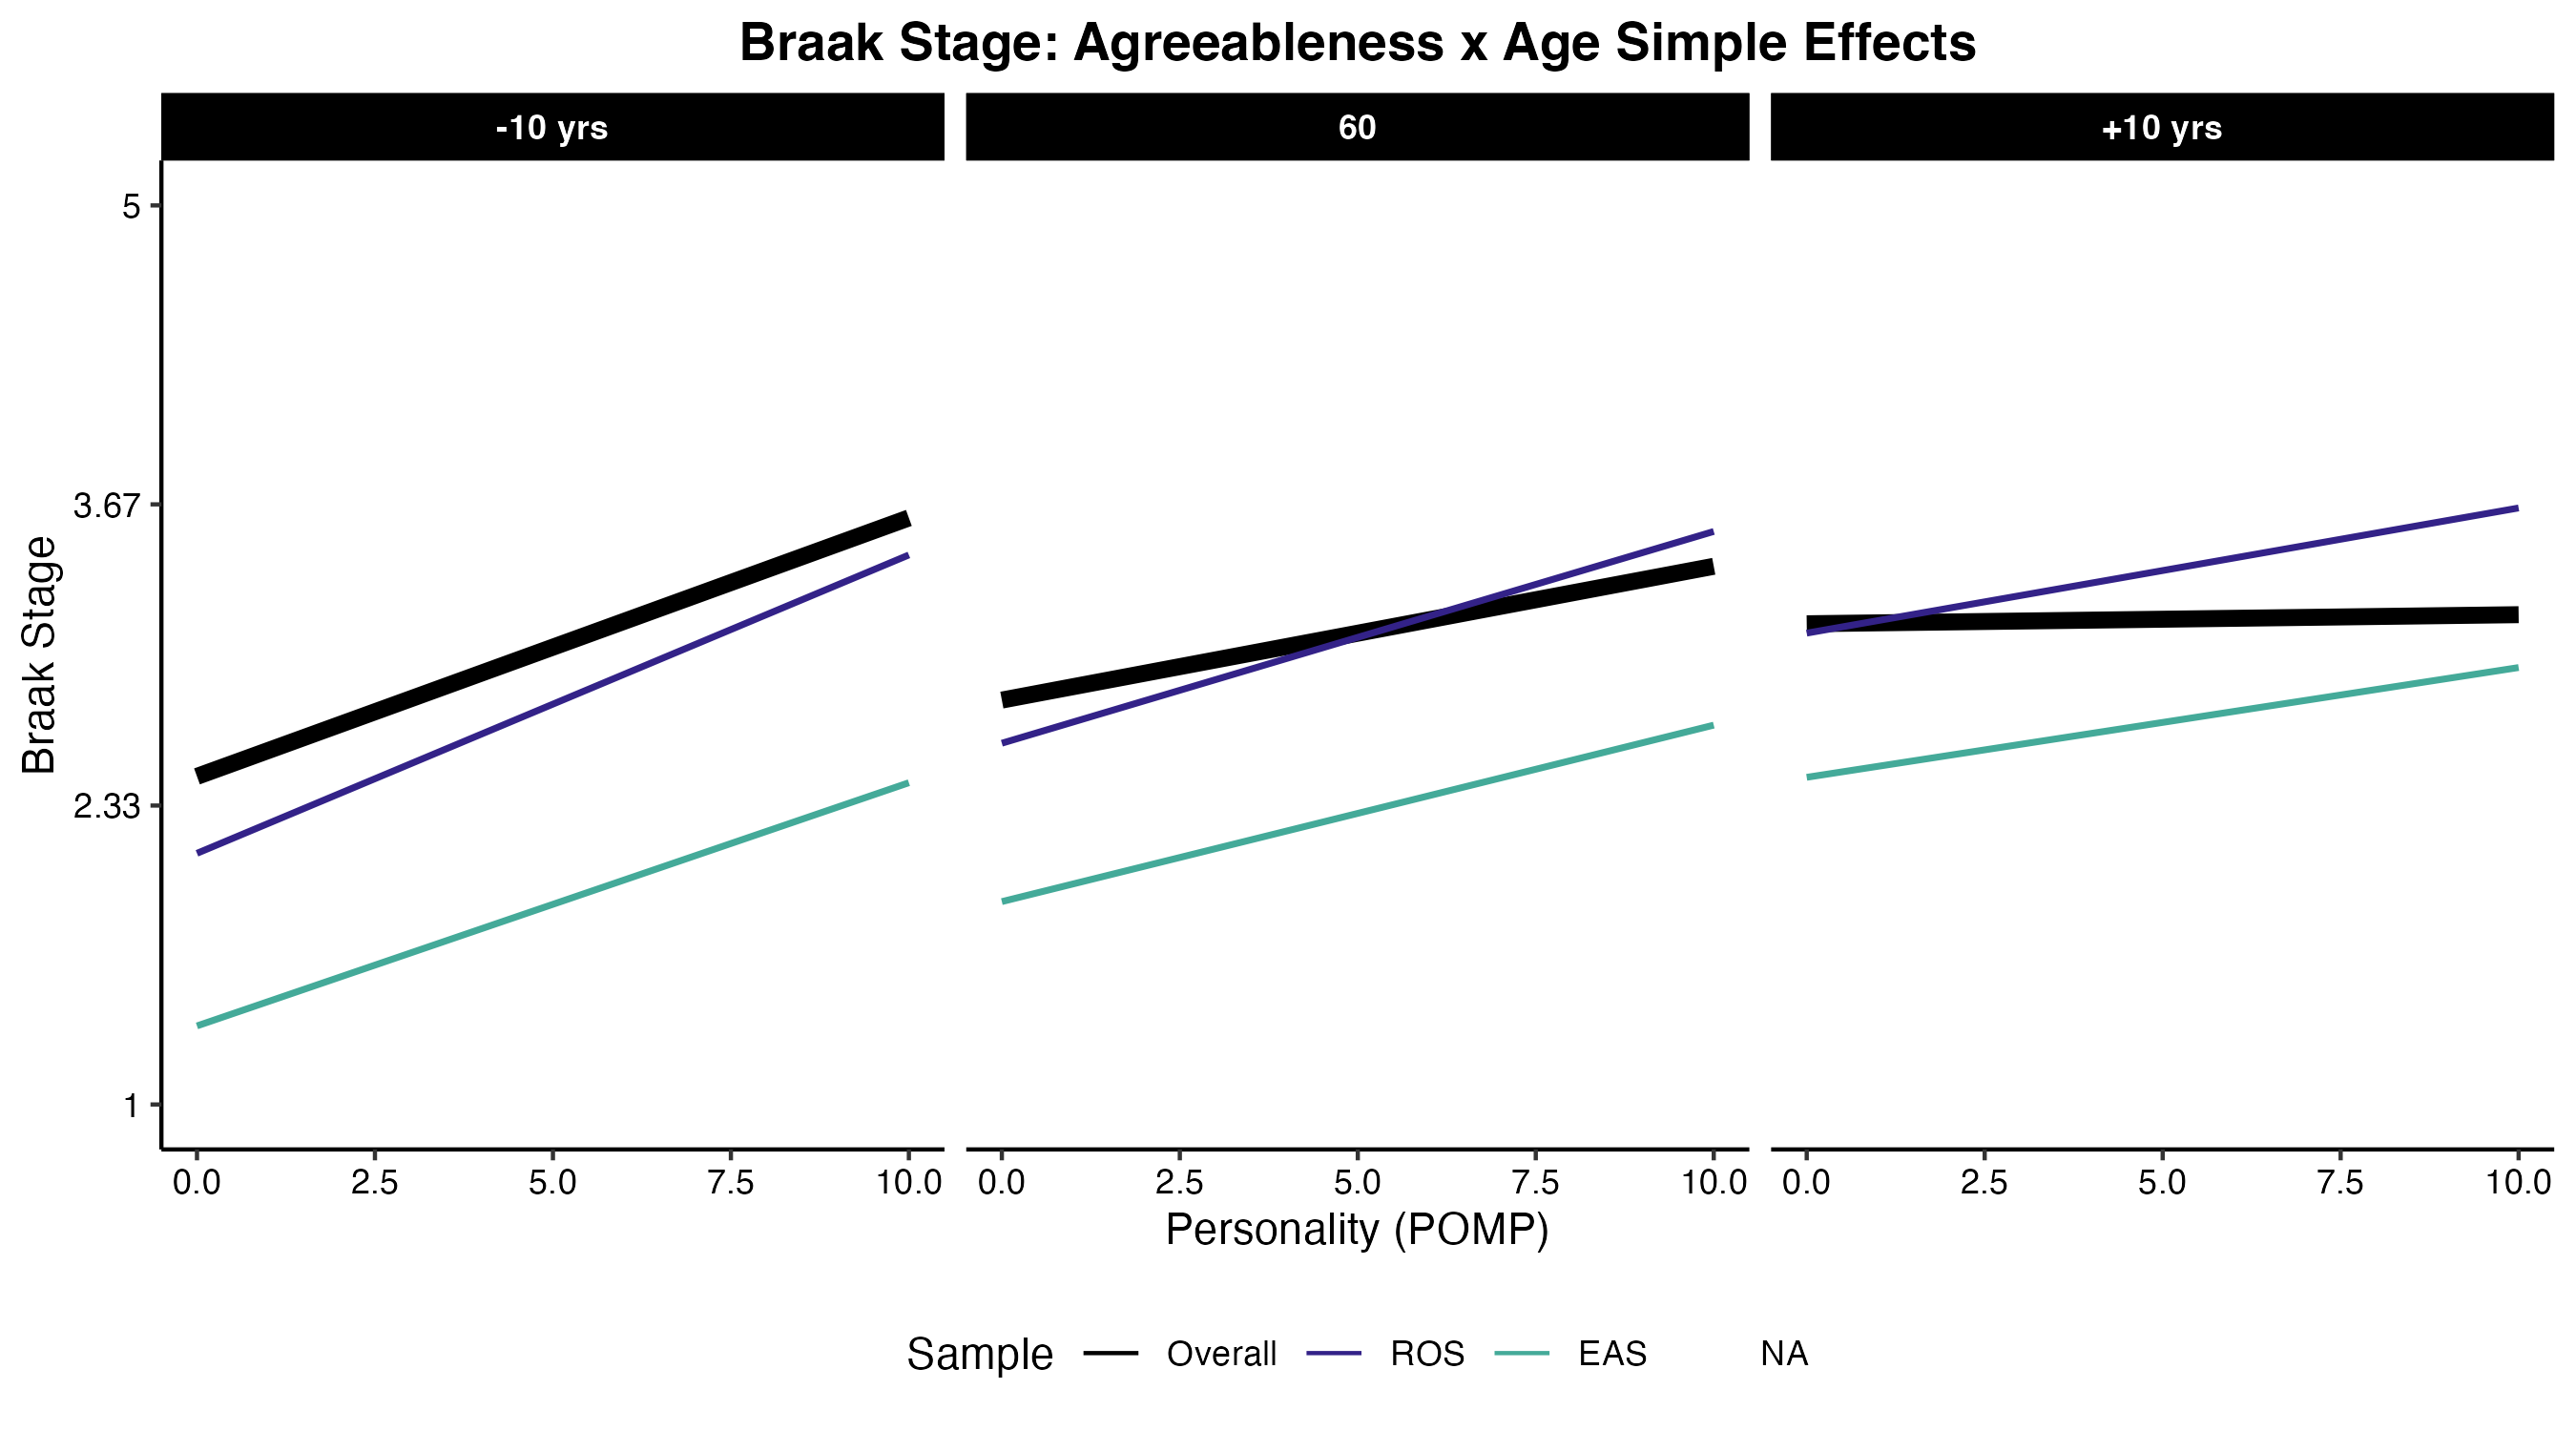 Braak Stage: Agreeableness x Age Simple Effects
-10 yrs
60
+10 yrs
Braak Stage
5
3.67
2.33
1
0.0 2.5 5.0 7.5 10.0
0.0 2.5 5.0 7.5 10.0
0.0 2.5 5.0 7.5 10.0
Personality (POMP)
Sample Overall ROS EAS NA